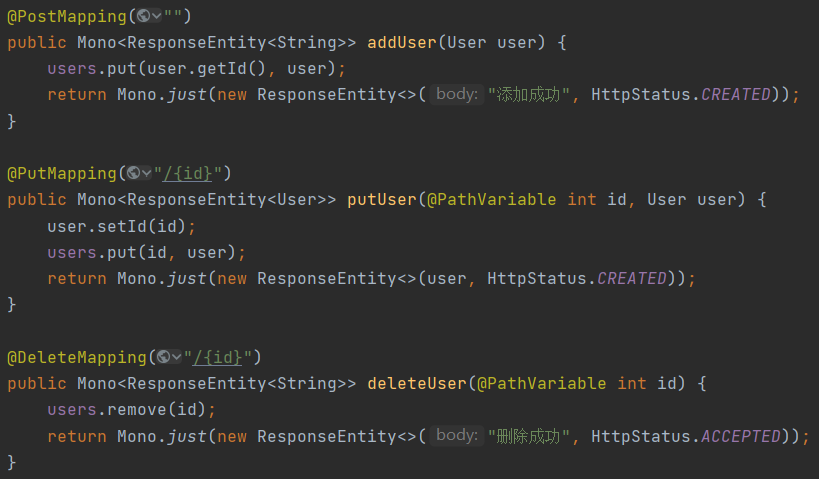 @PostMapping("")
public Mono<ResponseEntity<String>> addUser(User user) {
    users.put(user.getId(), user);
    return Mono.just(new ResponseEntity<>( body: "添加成功", HttpStatus.CREATED));
}
@PutMapping("/{id}")
public Mono<ResponseEntity<User>> putUser(@PathVariable int id, User user) {
    user.setId(id);
    users.put(id, user);
    return Mono.just(new ResponseEntity<>(user, HttpStatus.CREATED));
}
@DeleteMapping("/{id}")
public Mono<ResponseEntity<String>> deleteUser(@PathVariable int id) {
    users.remove(id);
    return Mono.just(new ResponseEntity<>( body: "删除成功", HttpStatus.ACCEPTED));
}